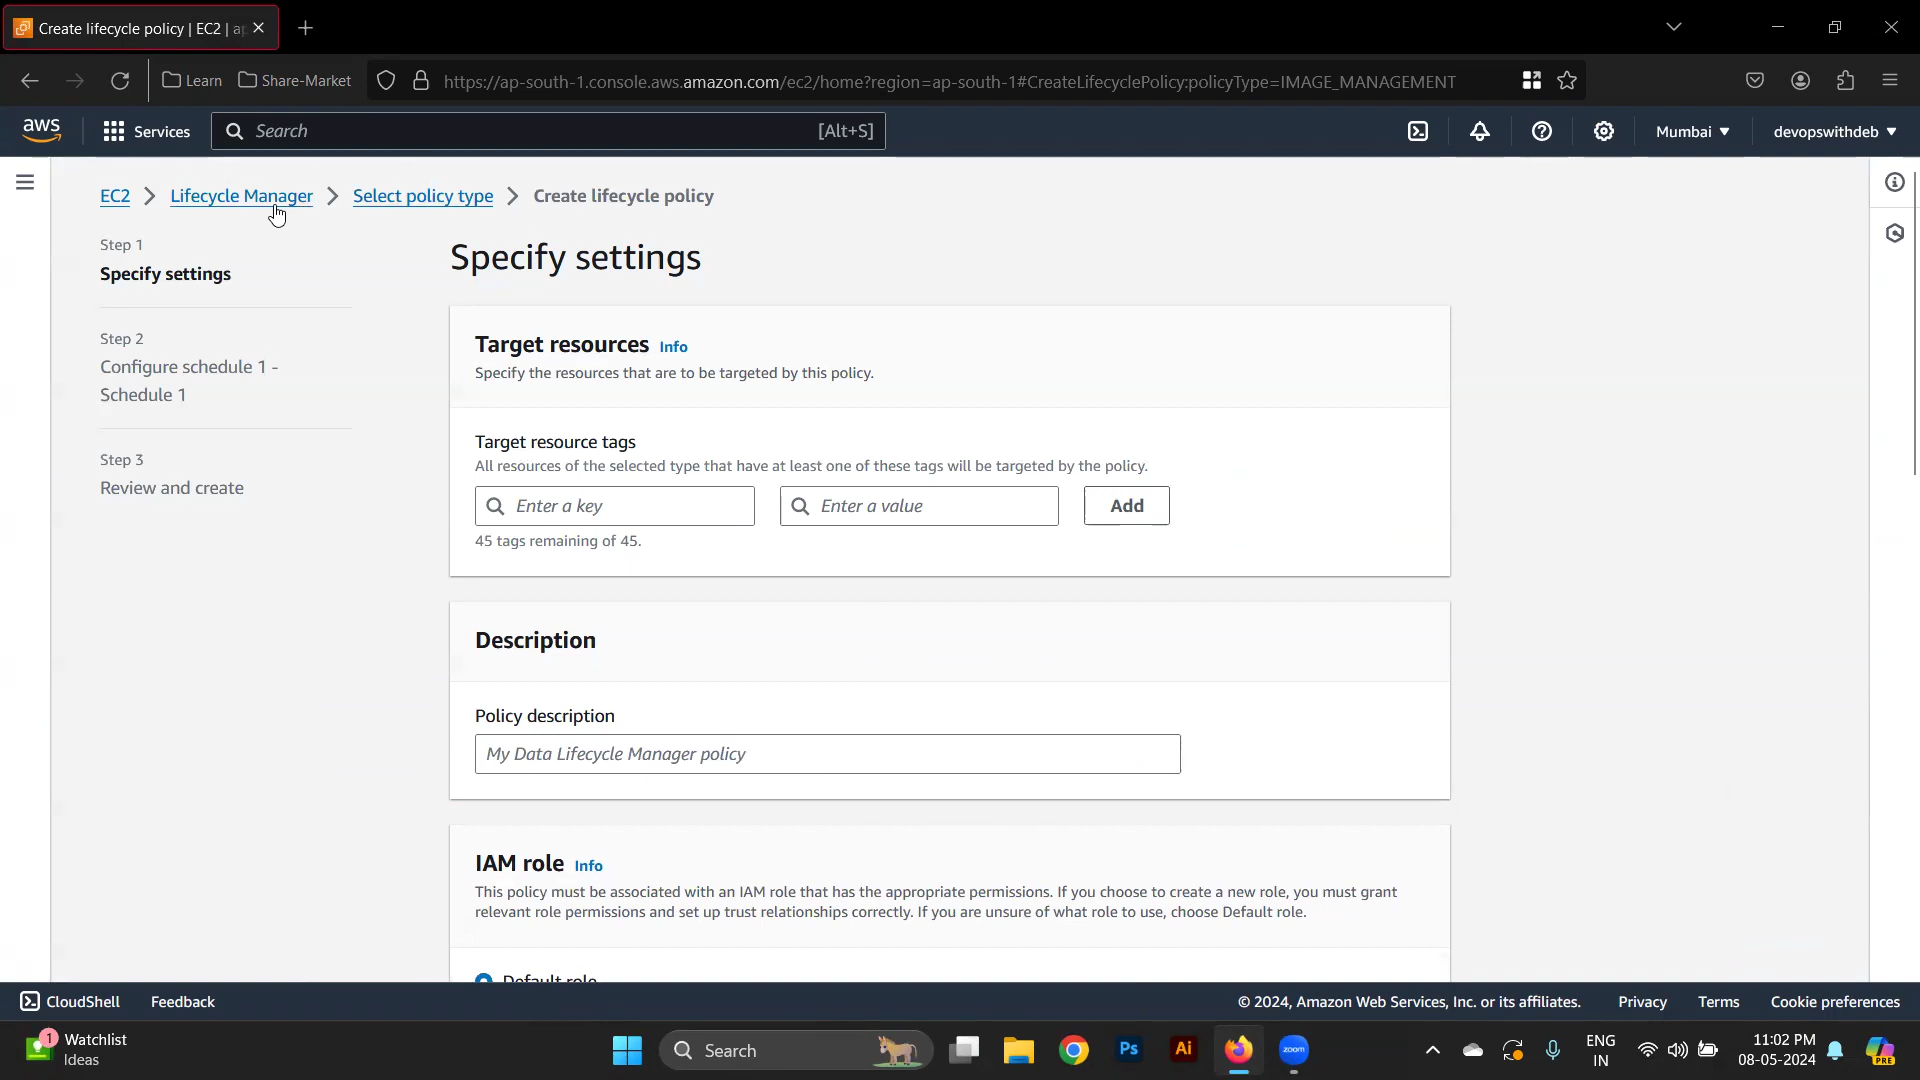 Create lifecycle policy | EC2 | ap
Learn
Share-Market
https://ap-south-1.console.aws.amazon.com/ec2/home?region=ap-south-1#CreateLifecyclePolicy:policyType=IMAGE_MANAGEMENT
aws
Services
Search
[Alt+S]
Mumbai
devopswithdeb
EC2
Lifecycle Manager
Select policy type
Create lifecycle policy
Step 1
Specify settings
Step 2
Configure schedule 1 -
Schedule 1
Step 3
Review and create
Specify settings
Target resources Info
Specify the resources that are to be targeted by this policy.
Target resource tags
All resources of the selected type that have at least one of these tags will be targeted by the policy.
Enter a key
Enter a value
Add
45 tags remaining of 45.
Description
Policy description
My Data Lifecycle Manager policy
IAM role Info
This policy must be associated with an IAM role that has the appropriate permissions. If you choose to create a new role, you must grant
relevant role permissions and set up trust relationships correctly. If you are unsure of what role to use, choose Default role.
Default role
CloudShell
Feedback
© 2024, Amazon Web Services, Inc. or its affiliates.
Privacy
Terms
Cookie preferences
1
Watchlist
Ideas
Search
Ps
Ai
zoom
ENG
IN
11:02 PM
08-05-2024
PRE